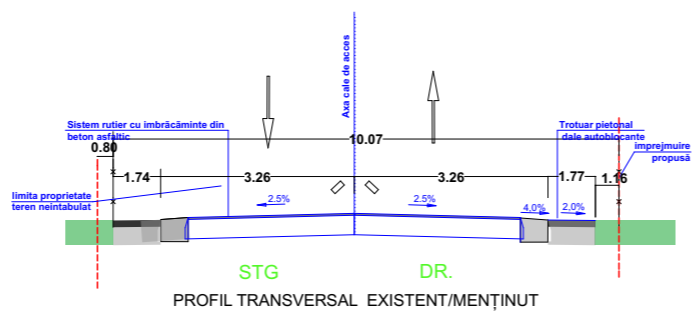 Axa cale de acces
Sistem rutier cu imbrăcăminte din
beton asfaltic
Trotuar pietonal
dale autoblocante
10.07
0.80
imprejmuire
propusă
1.74
3.26
3.26
1.77
1.16
limita proprietate
teren neintabulat
2.5%
2.5%
4,0%
2,0%
STG
DR.
PROFIL TRANSVERSAL EXISTENT/MENȚINUT